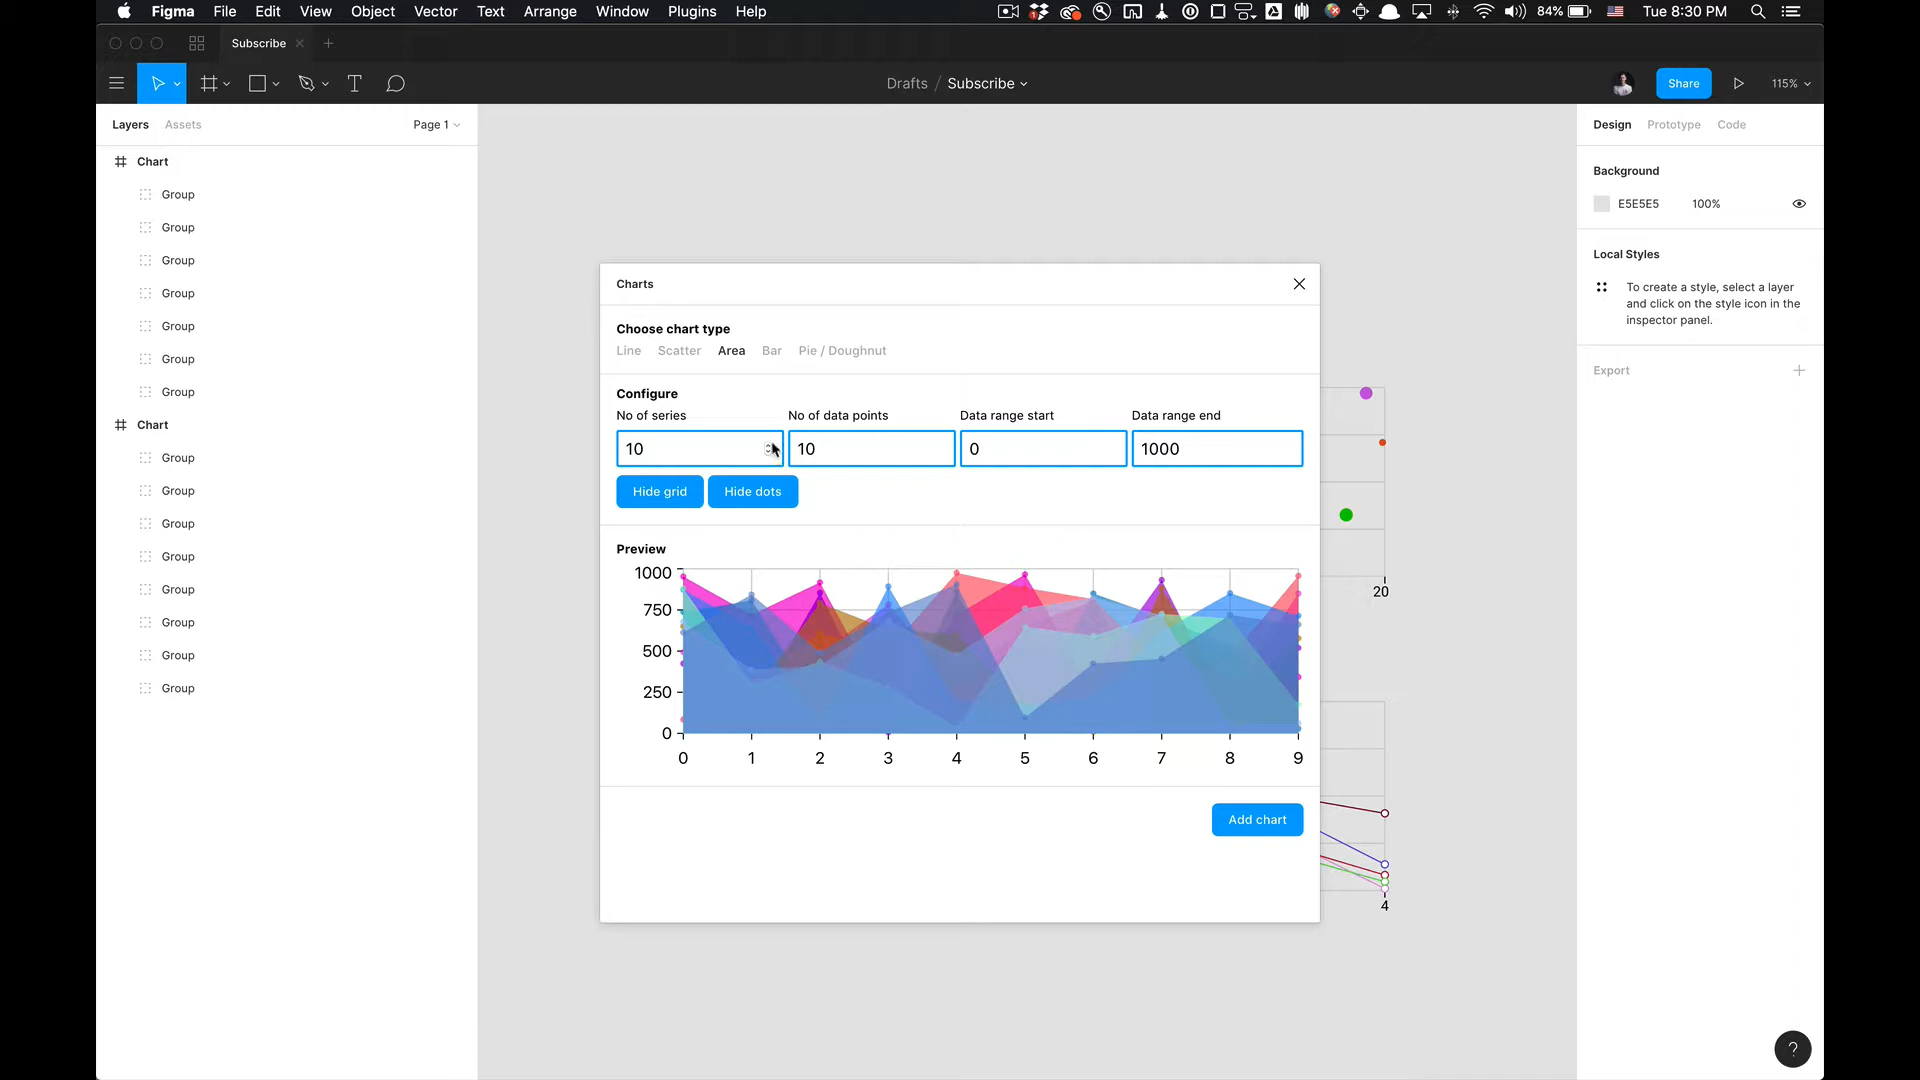 Figma File Edit View Object Vector Text Arrange Window Plugins Help 84% Tue 8:30 PM
Subscribe
Drafts / Subscribe Share 115%
Layers Assets Page 1
Chart
Group
Group
Group
Group
Group
Group
Group
Chart
Group
Group
Group
Group
Group
Group
Group
Group
Charts
Choose chart type
Line Scatter Area Bar Pie / Doughnut
Configure
No of series No of data points Data range start Data range end
10 10 0 1000
Hide grid Hide dots
Preview
1000
750
500
250
0
0 1 2 3 4 5 6 7 8 9
Add chart
20
4
Design Prototype Code
Background
E5E5E5 100%
Local Styles
To create a style, select a layer
and click on the style icon in the
inspector panel.
Export
?